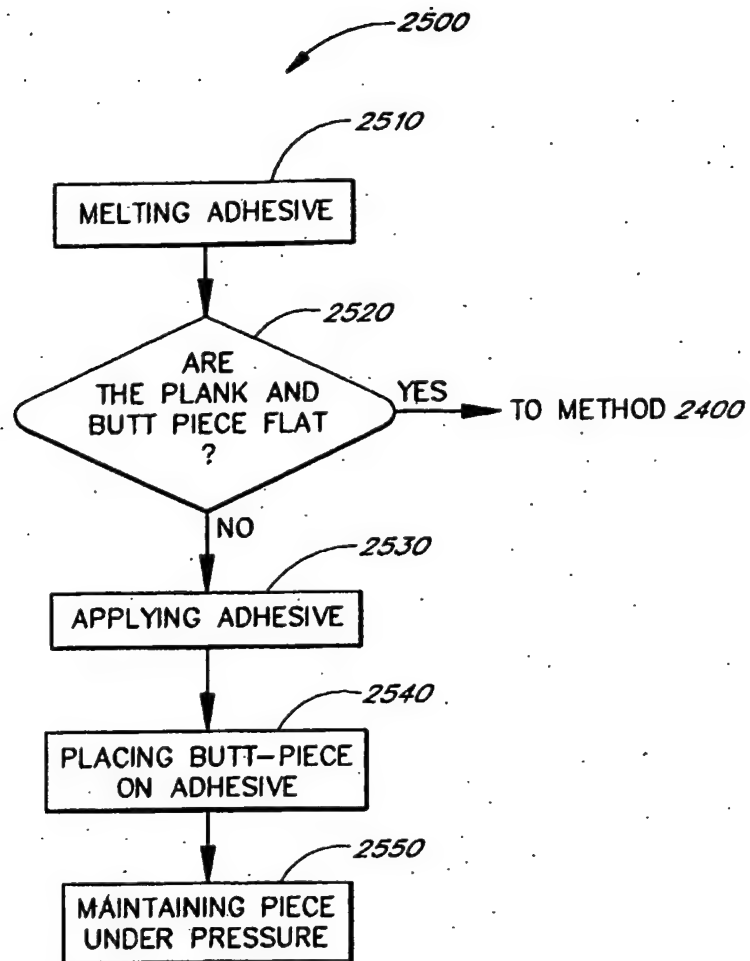 2500
2510
MELTING ADHESIVE
2520
ARE
THE PLANK AND
BUTT PIECE FLAT
?
YES
TO METHOD 2400
NO
2530
APPLYING ADHESIVE
2540
PLACING BUTT-PIECE
ON ADHESIVE
2550
MAINTAINING PIECE
UNDER PRESSURE